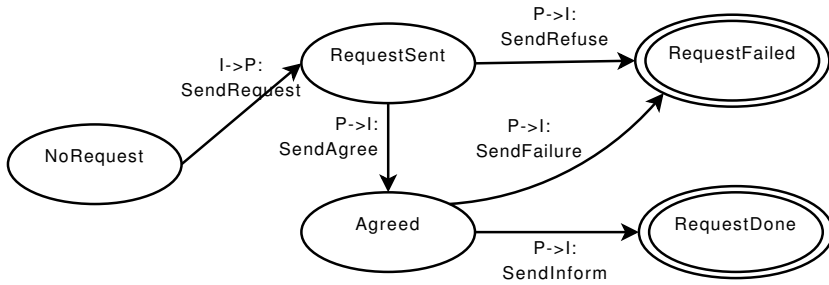 P->I:
SendRefuse
RequestSent
RequestFailed
I->P:
SendRequest
P->I:
SendAgree
P->I:
SendFailure
NoRequest
Agreed
RequestDone
P->I:
SendInform